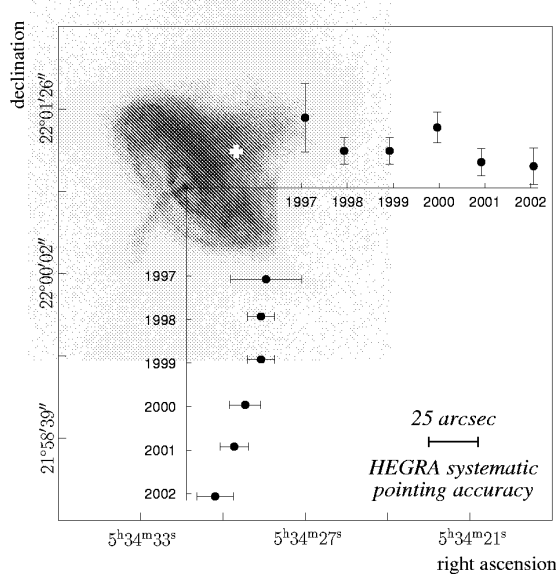 declination
22°01′26″
1997 1998 1999 2000 2001 2002
22°00′02″
1997
1998
1999
2000
2001
2002
21°58′39″
25 arcsec
HEGRA systematic
pointing accuracy
5ʰ34ᵐ33ˢ 5ʰ34ᵐ27ˢ 5ʰ34ᵐ21ˢ
right ascension